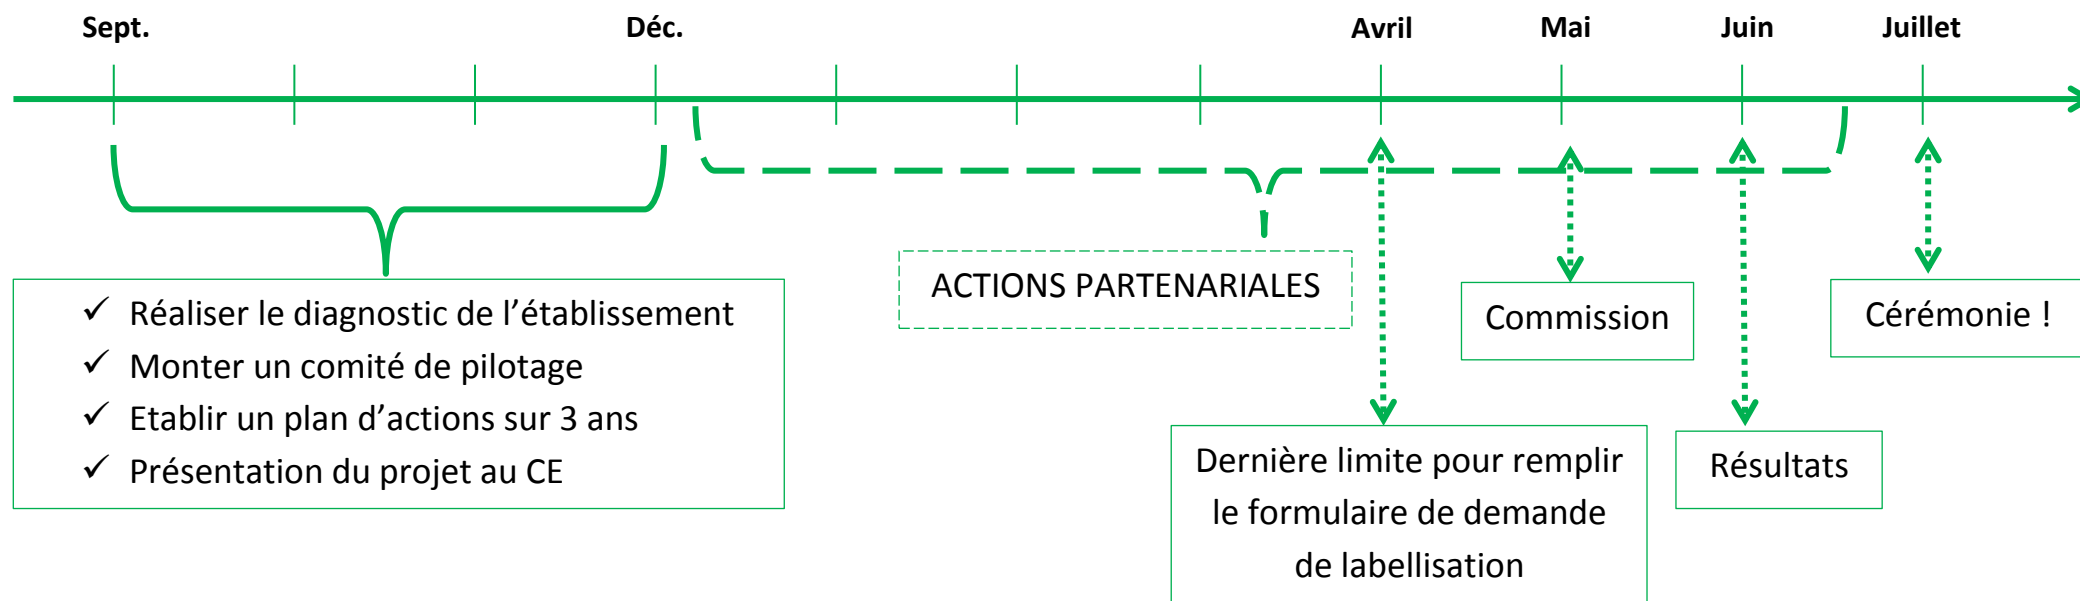 Sept.
Déc.
Avril
Mai
Juin
Juillet
✓ Réaliser le diagnostic de l’établissement
✓ Monter un comité de pilotage
✓ Etablir un plan d’actions sur 3 ans
✓ Présentation du projet au CE
ACTIONS PARTENARIALES
Dernière limite pour remplir
le formulaire de demande
de labellisation
Commission
Résultats
Cérémonie !